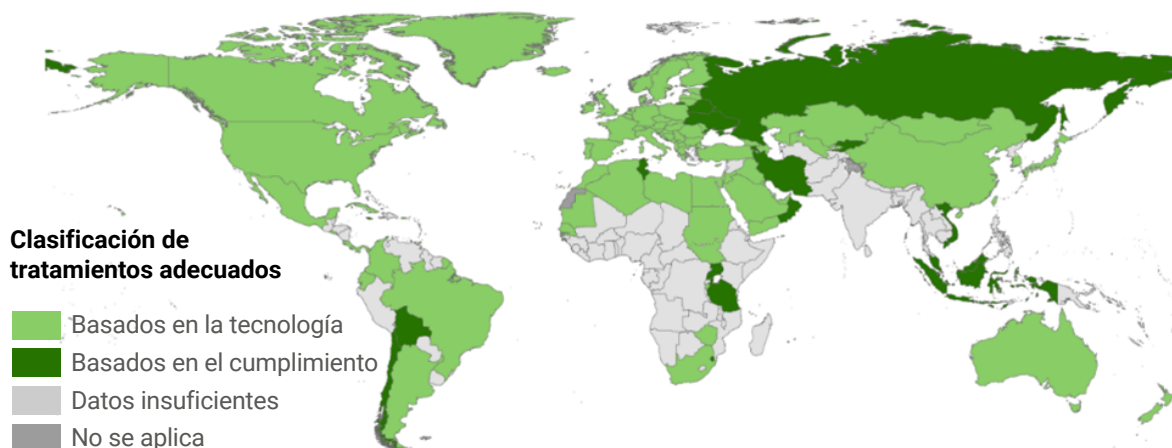 Clasificación de
tratamientos adecuados
Basados en la tecnología
Basados en el cumplimiento
Datos insuficientes
No se aplica